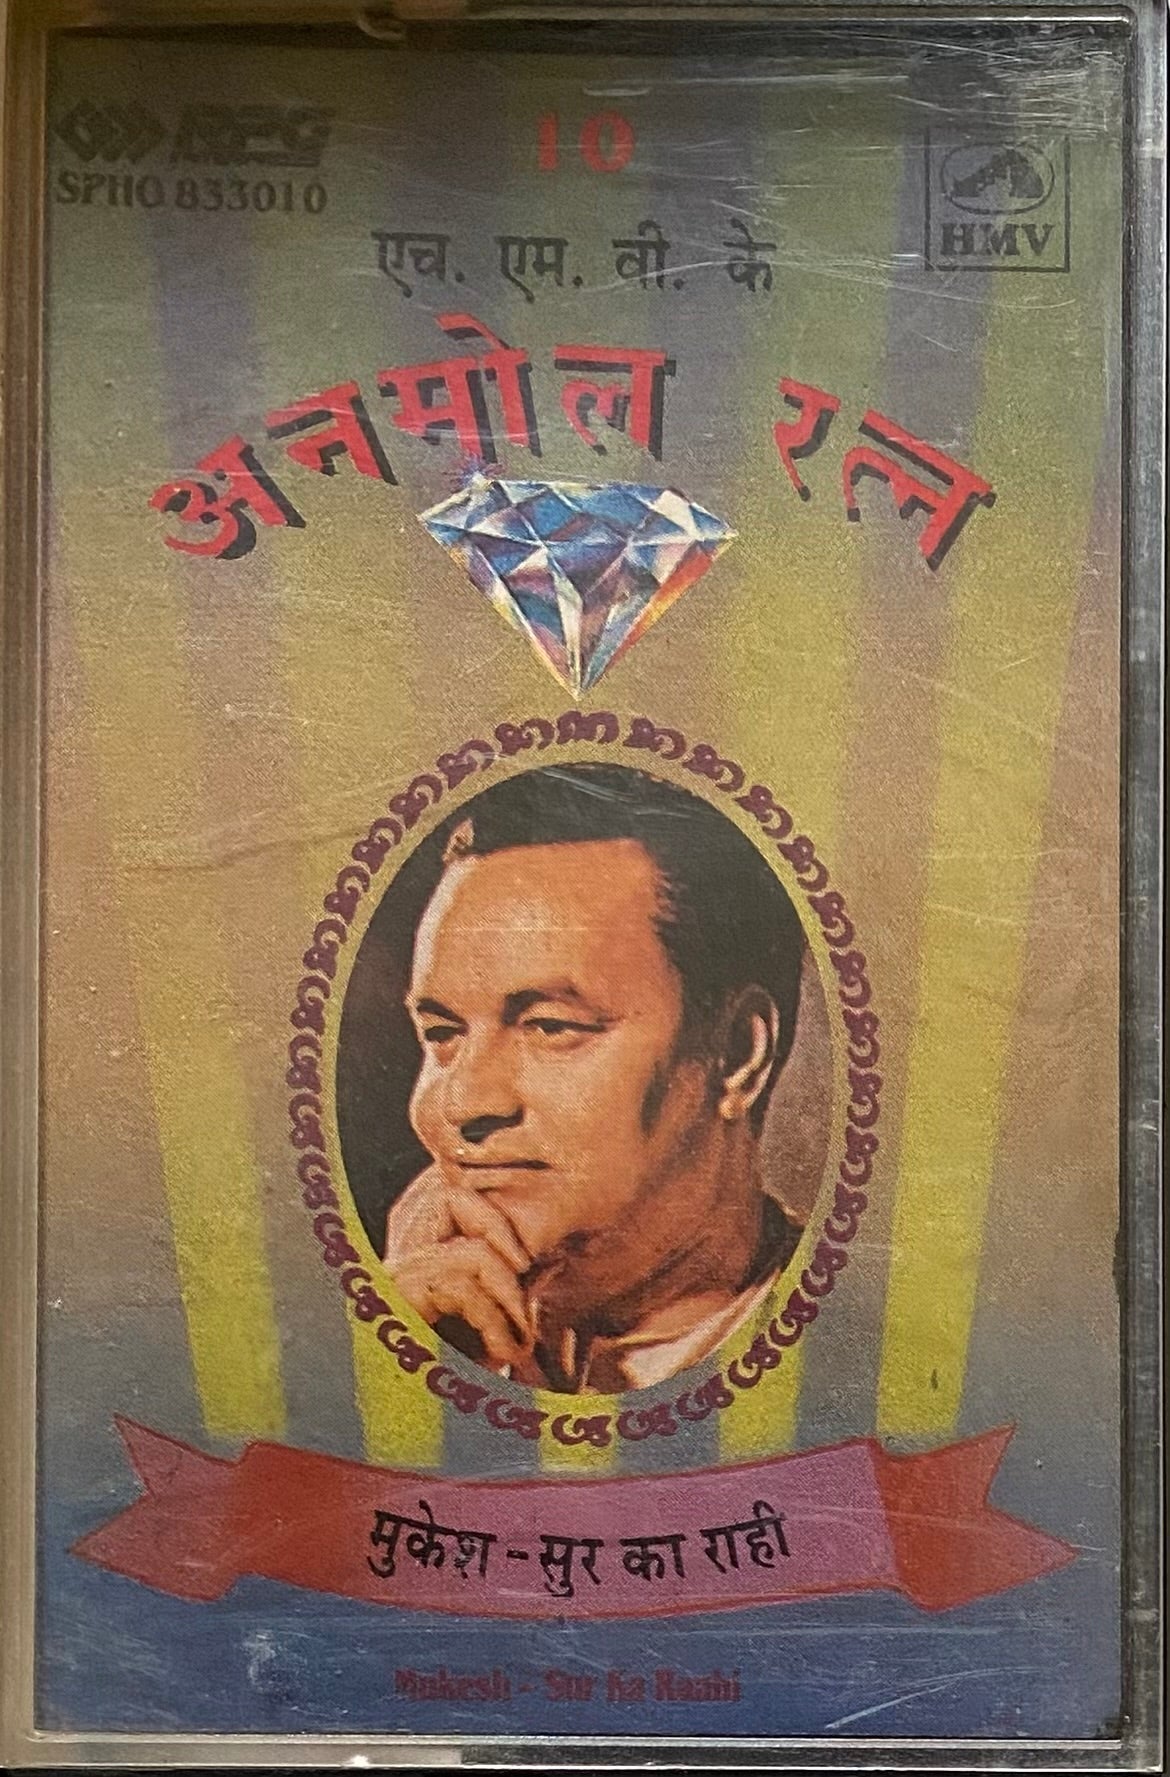 RPG
SPHO 833010
10
HMV
एच. एम. वी. के
अनमोल रत्न
मुकेश - सुर का राही
Mukesh - Sur Ka Raahi